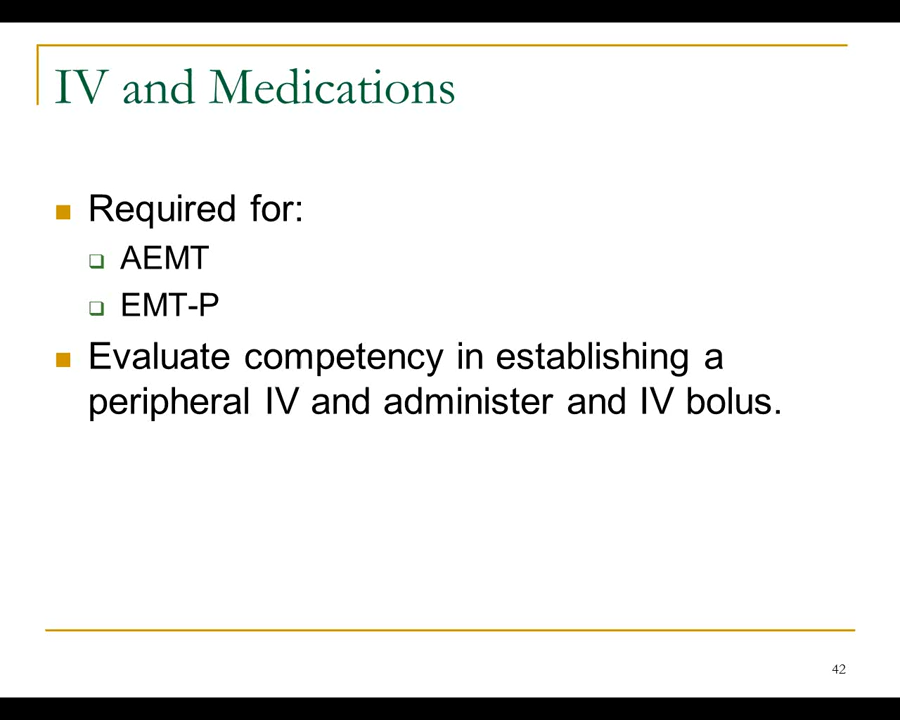 IV and Medications
Required for:
AEMT
EMT-P
Evaluate competency in establishing a
peripheral IV and administer and IV bolus.
42